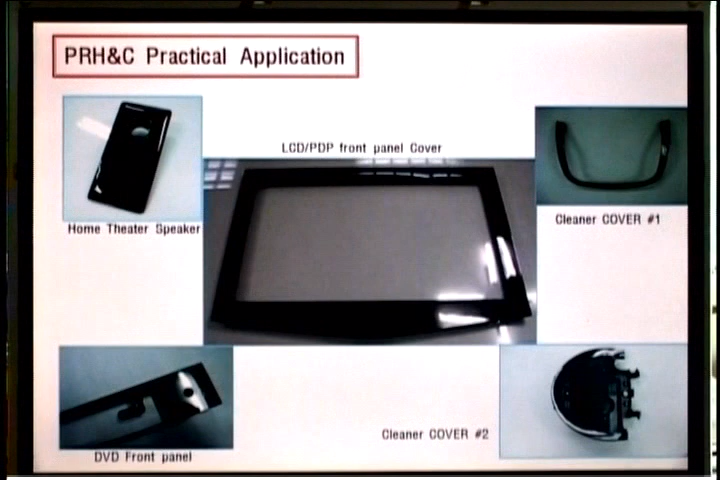 PRH&C Practical Application
LCD/PDP front panel Cover
Home Theater Speaker
Cleaner COVER #1
Cleaner COVER #2
DVD Front panel